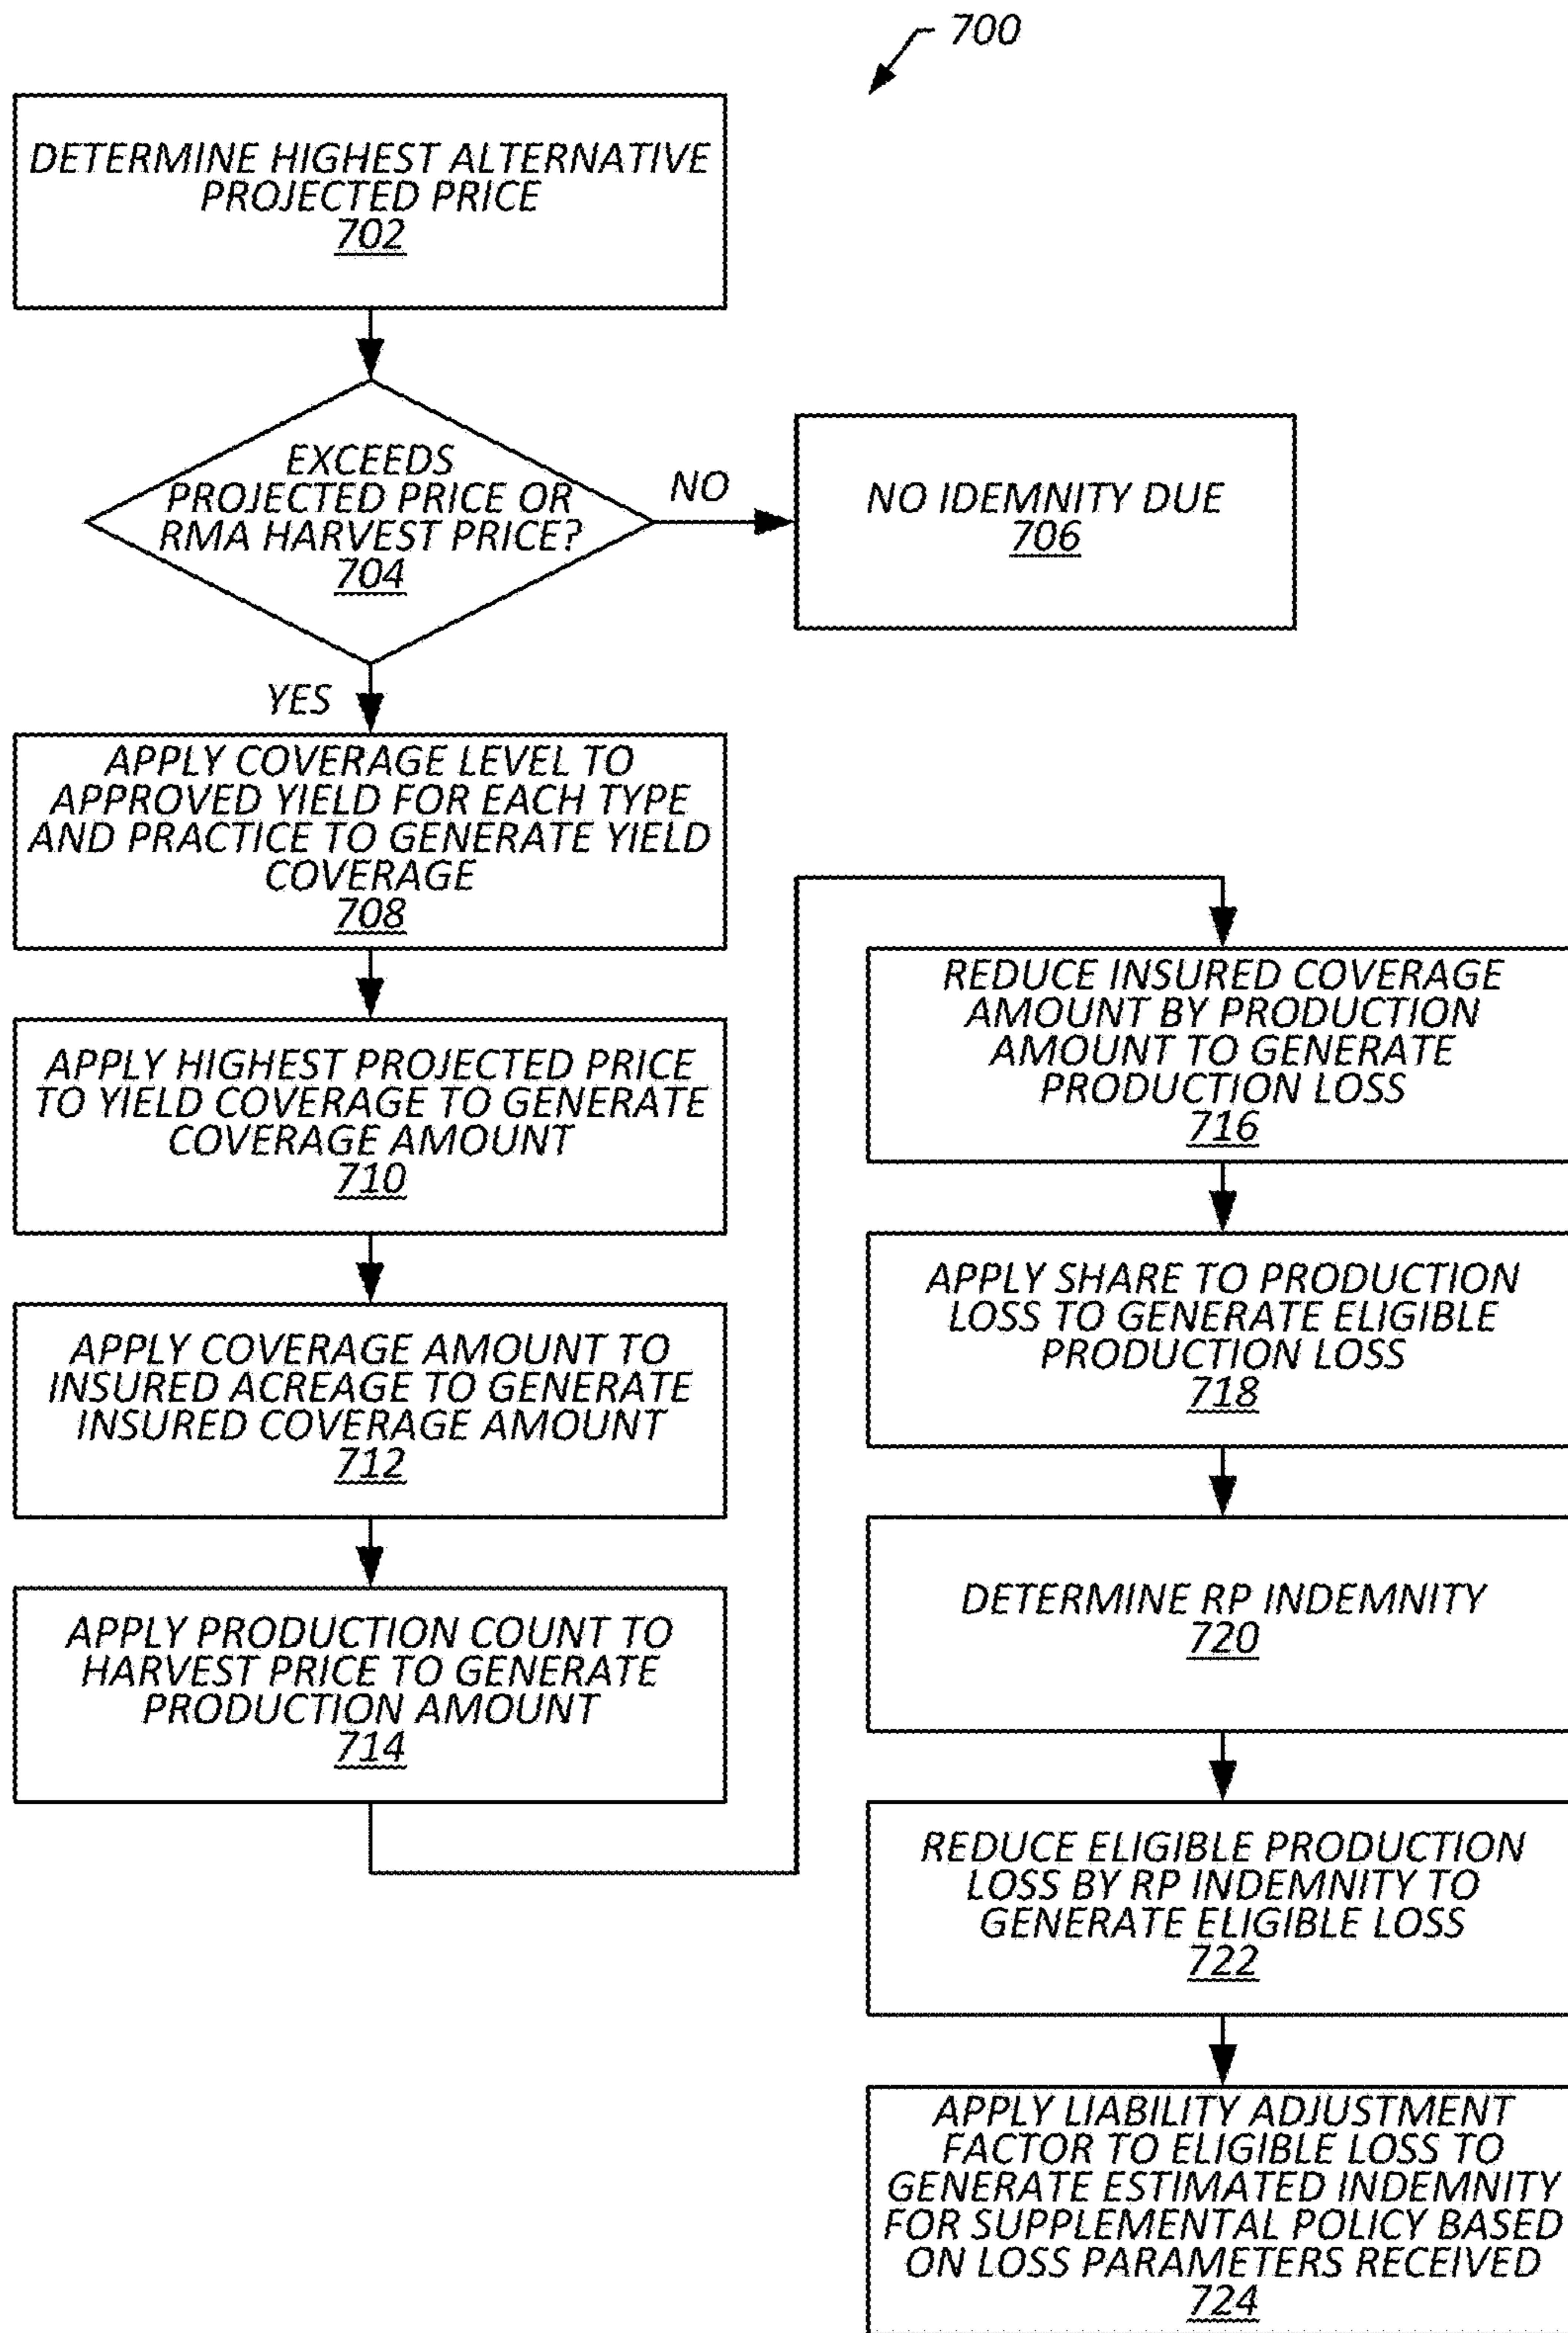 700
DETERMINE HIGHEST ALTERNATIVE
PROJECTED PRICE
702
EXCEEDS
PROJECTED PRICE OR
RMA HARVEST PRICE?
704
NO
NO IDEMNITY DUE
706
YES
APPLY COVERAGE LEVEL TO
APPROVED YIELD FOR EACH TYPE
AND PRACTICE TO GENERATE YIELD
COVERAGE
708
APPLY HIGHEST PROJECTED PRICE
TO YIELD COVERAGE TO GENERATE
COVERAGE AMOUNT
710
APPLY COVERAGE AMOUNT TO
INSURED ACREAGE TO GENERATE
INSURED COVERAGE AMOUNT
712
APPLY PRODUCTION COUNT TO
HARVEST PRICE TO GENERATE
PRODUCTION AMOUNT
714
REDUCE INSURED COVERAGE
AMOUNT BY PRODUCTION
AMOUNT TO GENERATE
PRODUCTION LOSS
716
APPLY SHARE TO PRODUCTION
LOSS TO GENERATE ELIGIBLE
PRODUCTION LOSS
718
DETERMINE RP INDEMNITY
720
REDUCE ELIGIBLE PRODUCTION
LOSS BY RP INDEMNITY TO
GENERATE ELIGIBLE LOSS
722
APPLY LIABILITY ADJUSTMENT
FACTOR TO ELIGIBLE LOSS TO
GENERATE ESTIMATED INDEMNITY
FOR SUPPLEMENTAL POLICY BASED
ON LOSS PARAMETERS RECEIVED
724